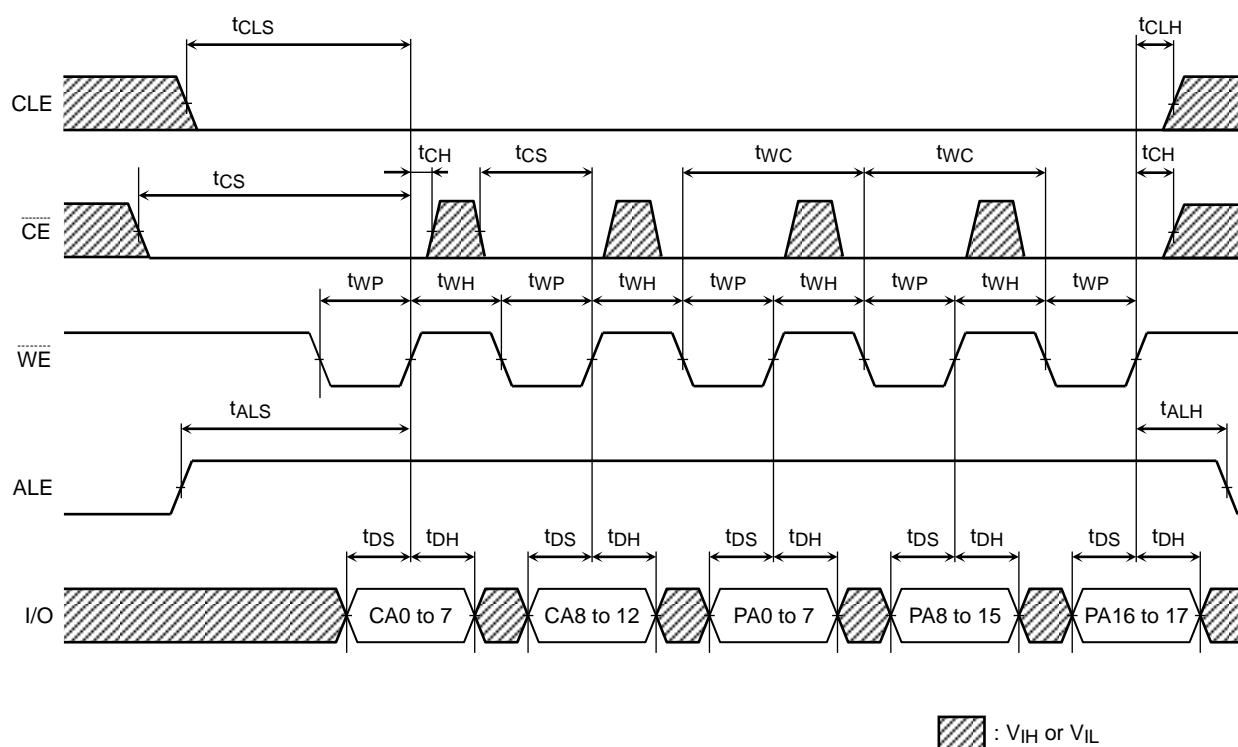 tCLS tCLH
CLE
tCH tCS tWC tWC tCH
tCS
CE
tWP tWH tWP tWH tWP tWH tWP tWH tWP
WE
tALS tALH
ALE
tDS tDH tDS tDH tDS tDH tDS tDH tDS tDH
I/O CA0 to 7 CA8 to 12 PA0 to 7 PA8 to 15 PA16 to 17
: VIH or VIL